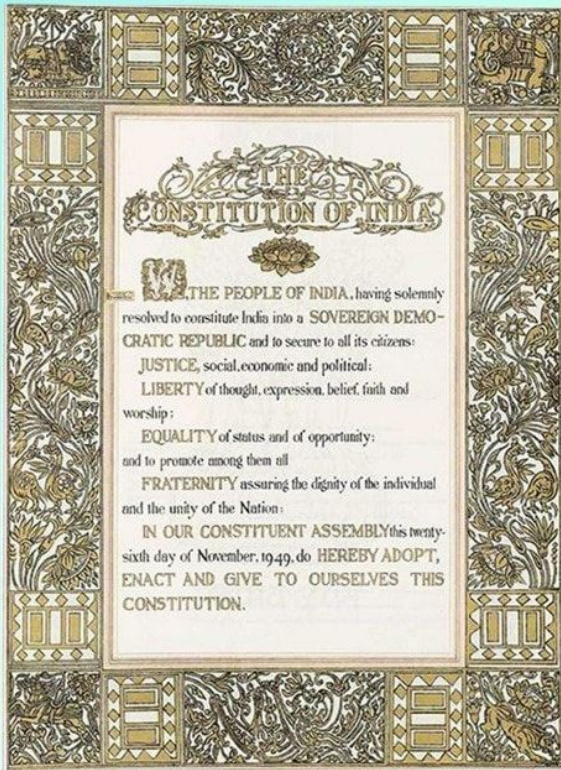 THE
CONSTITUTION OF INDIA
WE, THE PEOPLE OF INDIA, having solemnly
resolved to constitute India into a SOVEREIGN DEMO-
CRATIC REPUBLIC and to secure to all its citizens:
JUSTICE, social, economic and political;
LIBERTY of thought, expression, belief, faith and
worship;
EQUALITY of status and of opportunity;
and to promote among them all
FRATERNITY assuring the dignity of the individual
and the unity of the Nation;
IN OUR CONSTITUENT ASSEMBLY this twenty-
sixth day of November, 1949, do HEREBY ADOPT,
ENACT AND GIVE TO OURSELVES THIS
CONSTITUTION.